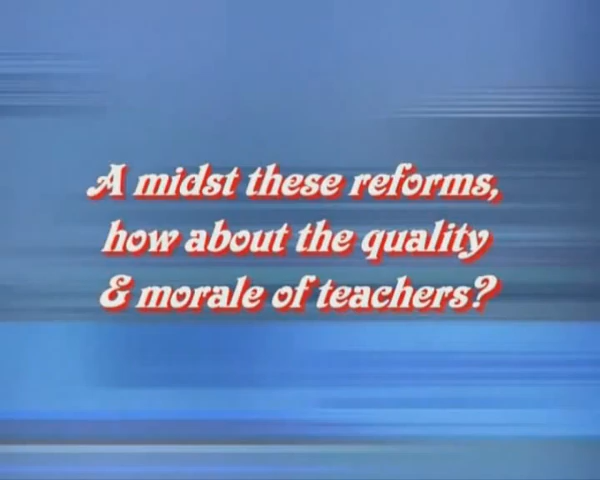 A midst these reforms,
how about the quality
& morale of teachers?